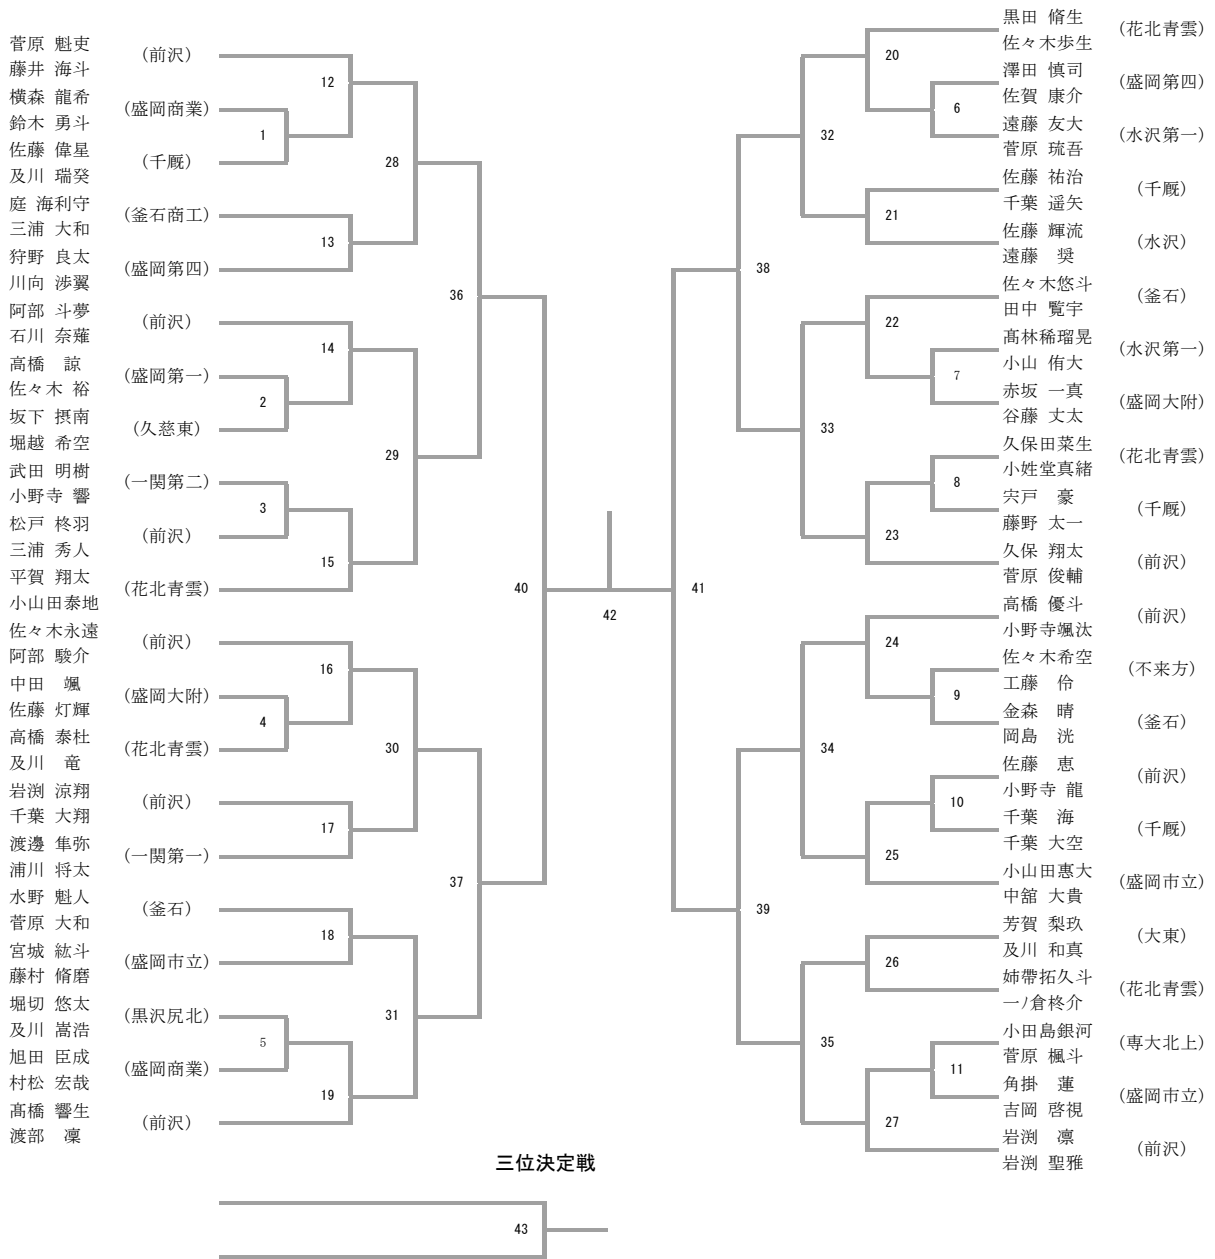 菅原 魁吏
(前沢)
藤井 海斗
12
横森 龍希
(盛岡商業)
鈴木 勇斗
1
佐藤 偉星
(千厩)
及川 瑞癸
28
庭 海利守
(釜石商工)
三浦 大和
13
狩野 良太
(盛岡第四)
川向 渉翼
36
阿部 斗夢
(前沢)
石川 奈薙
14
高橋 諒
(盛岡第一)
佐々木 裕
2
坂下 摂南
(久慈東)
堀越 希空
29
武田 明樹
(一関第二)
小野寺 響
3
松戸 柊羽
(前沢)
三浦 秀人
15
平賀 翔太
(花北青雲)
小山田泰地
40
佐々木永遠
(前沢)
阿部 駿介
16
中田 颯
(盛岡大附)
佐藤 灯輝
4
高橋 泰杜
(花北青雲)
及川 竜
30
岩渕 涼翔
(前沢)
千葉 大翔
17
渡邊 隼弥
(一関第一)
浦川 将太
37
水野 魁人
(釜石)
菅原 大和
18
宮城 紘斗
(盛岡市立)
藤村 脩磨
堀切 悠太
(黒沢尻北)
及川 嵩浩
31
5
旭田 臣成
(盛岡商業)
村松 宏哉
19
髙橋 響生
(前沢)
渡部 凜
42
41
黒田 脩生
(花北青雲)
佐々木歩生
20
澤田 慎司
(盛岡第四)
佐賀 康介
6
遠藤 友大
(水沢第一)
菅原 琉吾
32
佐藤 祐治
(千厩)
千葉 遥矢
21
佐藤 輝流
(水沢)
遠藤 奨
38
佐々木悠斗
(釜石)
田中 覧宇
22
髙林稀瑠晃
(水沢第一)
小山 侑大
7
赤坂 一真
(盛岡大附)
谷藤 丈太
33
久保田菜生
(花北青雲)
小姓堂真緒
8
宍戸 豪
(千厩)
藤野 太一
23
久保 翔太
(前沢)
菅原 俊輔
高橋 優斗
(前沢)
小野寺颯汰
24
佐々木希空
(不来方)
工藤 伶
9
金森 晴
(釜石)
岡島 洸
34
佐藤 恵
(前沢)
小野寺 龍
10
千葉 海
(千厩)
千葉 大空
25
小山田恵大
(盛岡市立)
中舘 大貴
39
芳賀 梨玖
(大東)
及川 和真
26
姉帯拓久斗
(花北青雲)
一ノ倉柊介
小田島銀河
(専大北上)
菅原 楓斗
35
11
角掛 蓮
(盛岡市立)
吉岡 啓視
27
岩渕 凛
(前沢)
岩渕 聖雅
三位決定戦
43